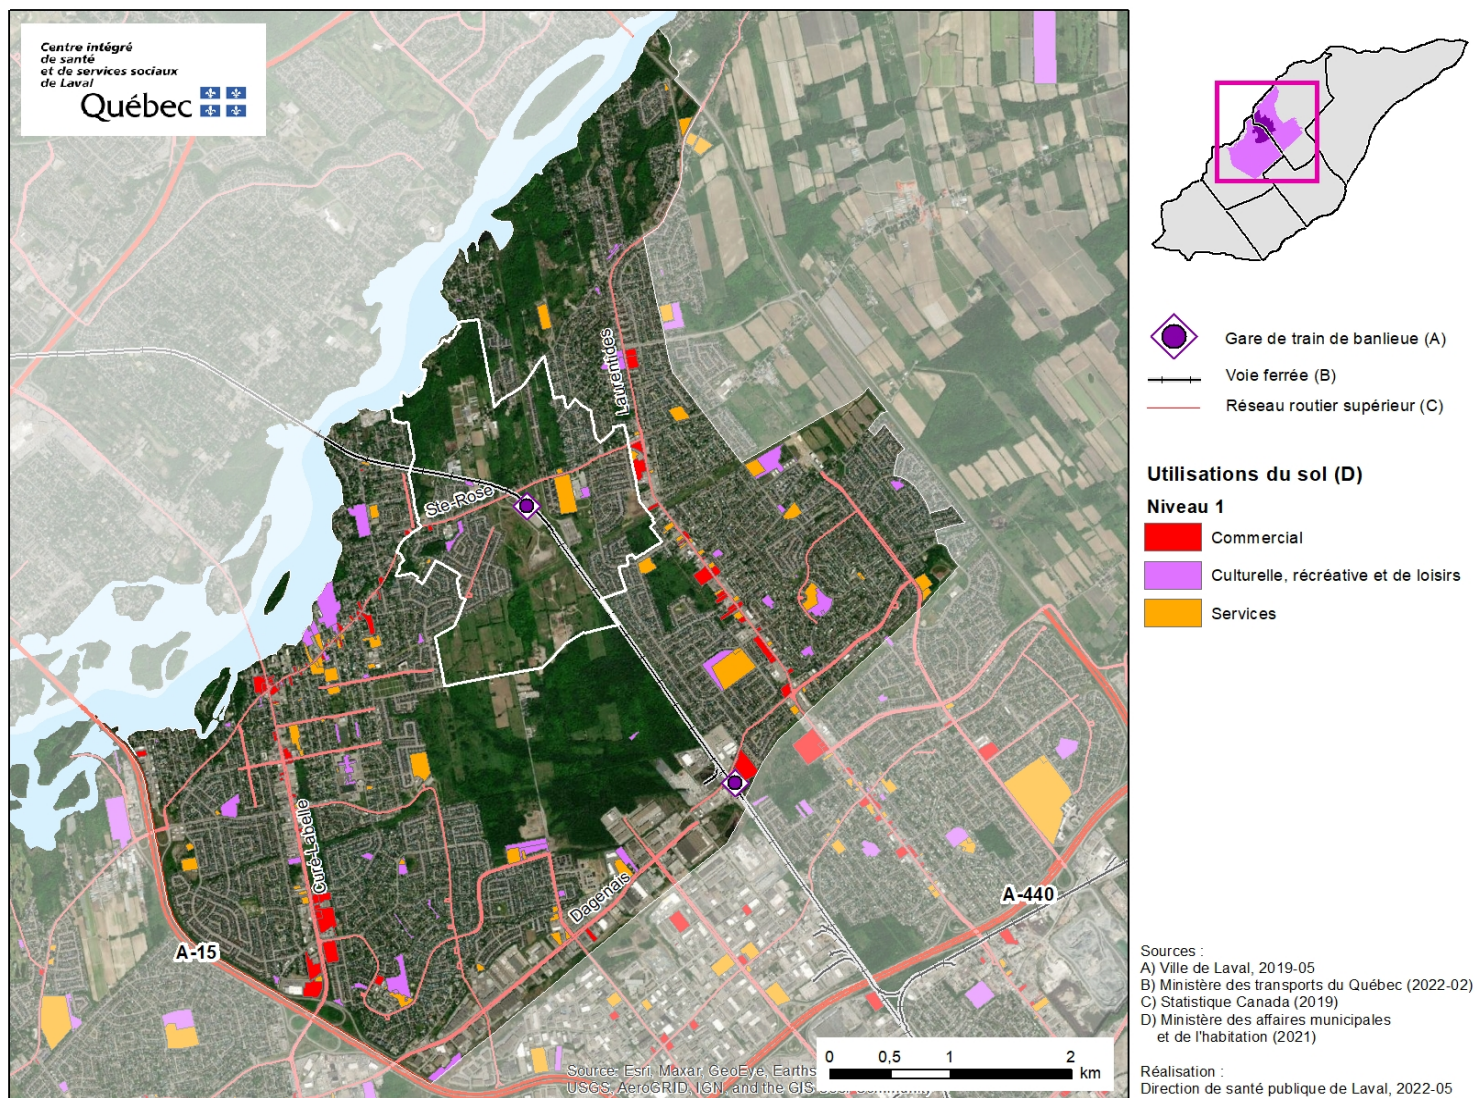 Centre intégré
de santé
et de services sociaux
de Laval
Québec
Laurentides
Ste-Rose
Curé-Labelle
Dagenais
A-15
A-440
Source: Esri, Maxar, GeoEye, Earths
USGS, AeroGRID, IGN, and the GIS User Community
0 0,5 1 2
km
Gare de train de banlieue (A)
Voie ferrée (B)
Réseau routier supérieur (C)
Utilisations du sol (D)
Niveau 1
Commercial
Culturelle, récréative et de loisirs
Services
Sources :
A) Ville de Laval, 2019-05
B) Ministère des transports du Québec (2022-02)
C) Statistique Canada (2019)
D) Ministère des affaires municipales
et de l'habitation (2021)
Réalisation :
Direction de santé publique de Laval, 2022-05